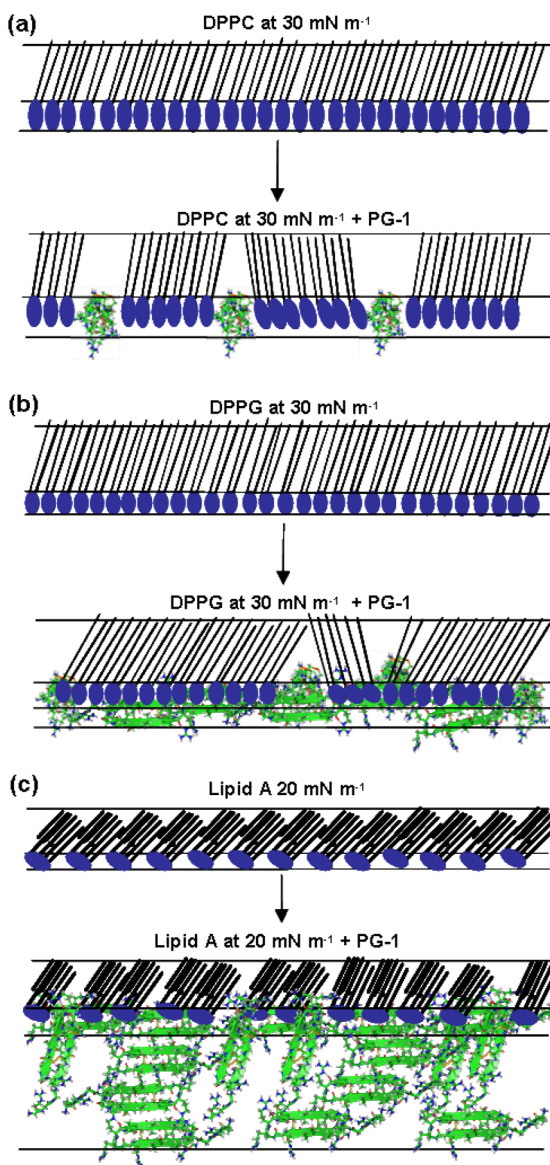 (a)
DPPC at 30 mN m⁻¹
DPPC at 30 mN m⁻¹ + PG-1
(b)
DPPG at 30 mN m⁻¹
DPPG at 30 mN m⁻¹ + PG-1
(c)
Lipid A 20 mN m⁻¹
Lipid A at 20 mN m⁻¹ + PG-1